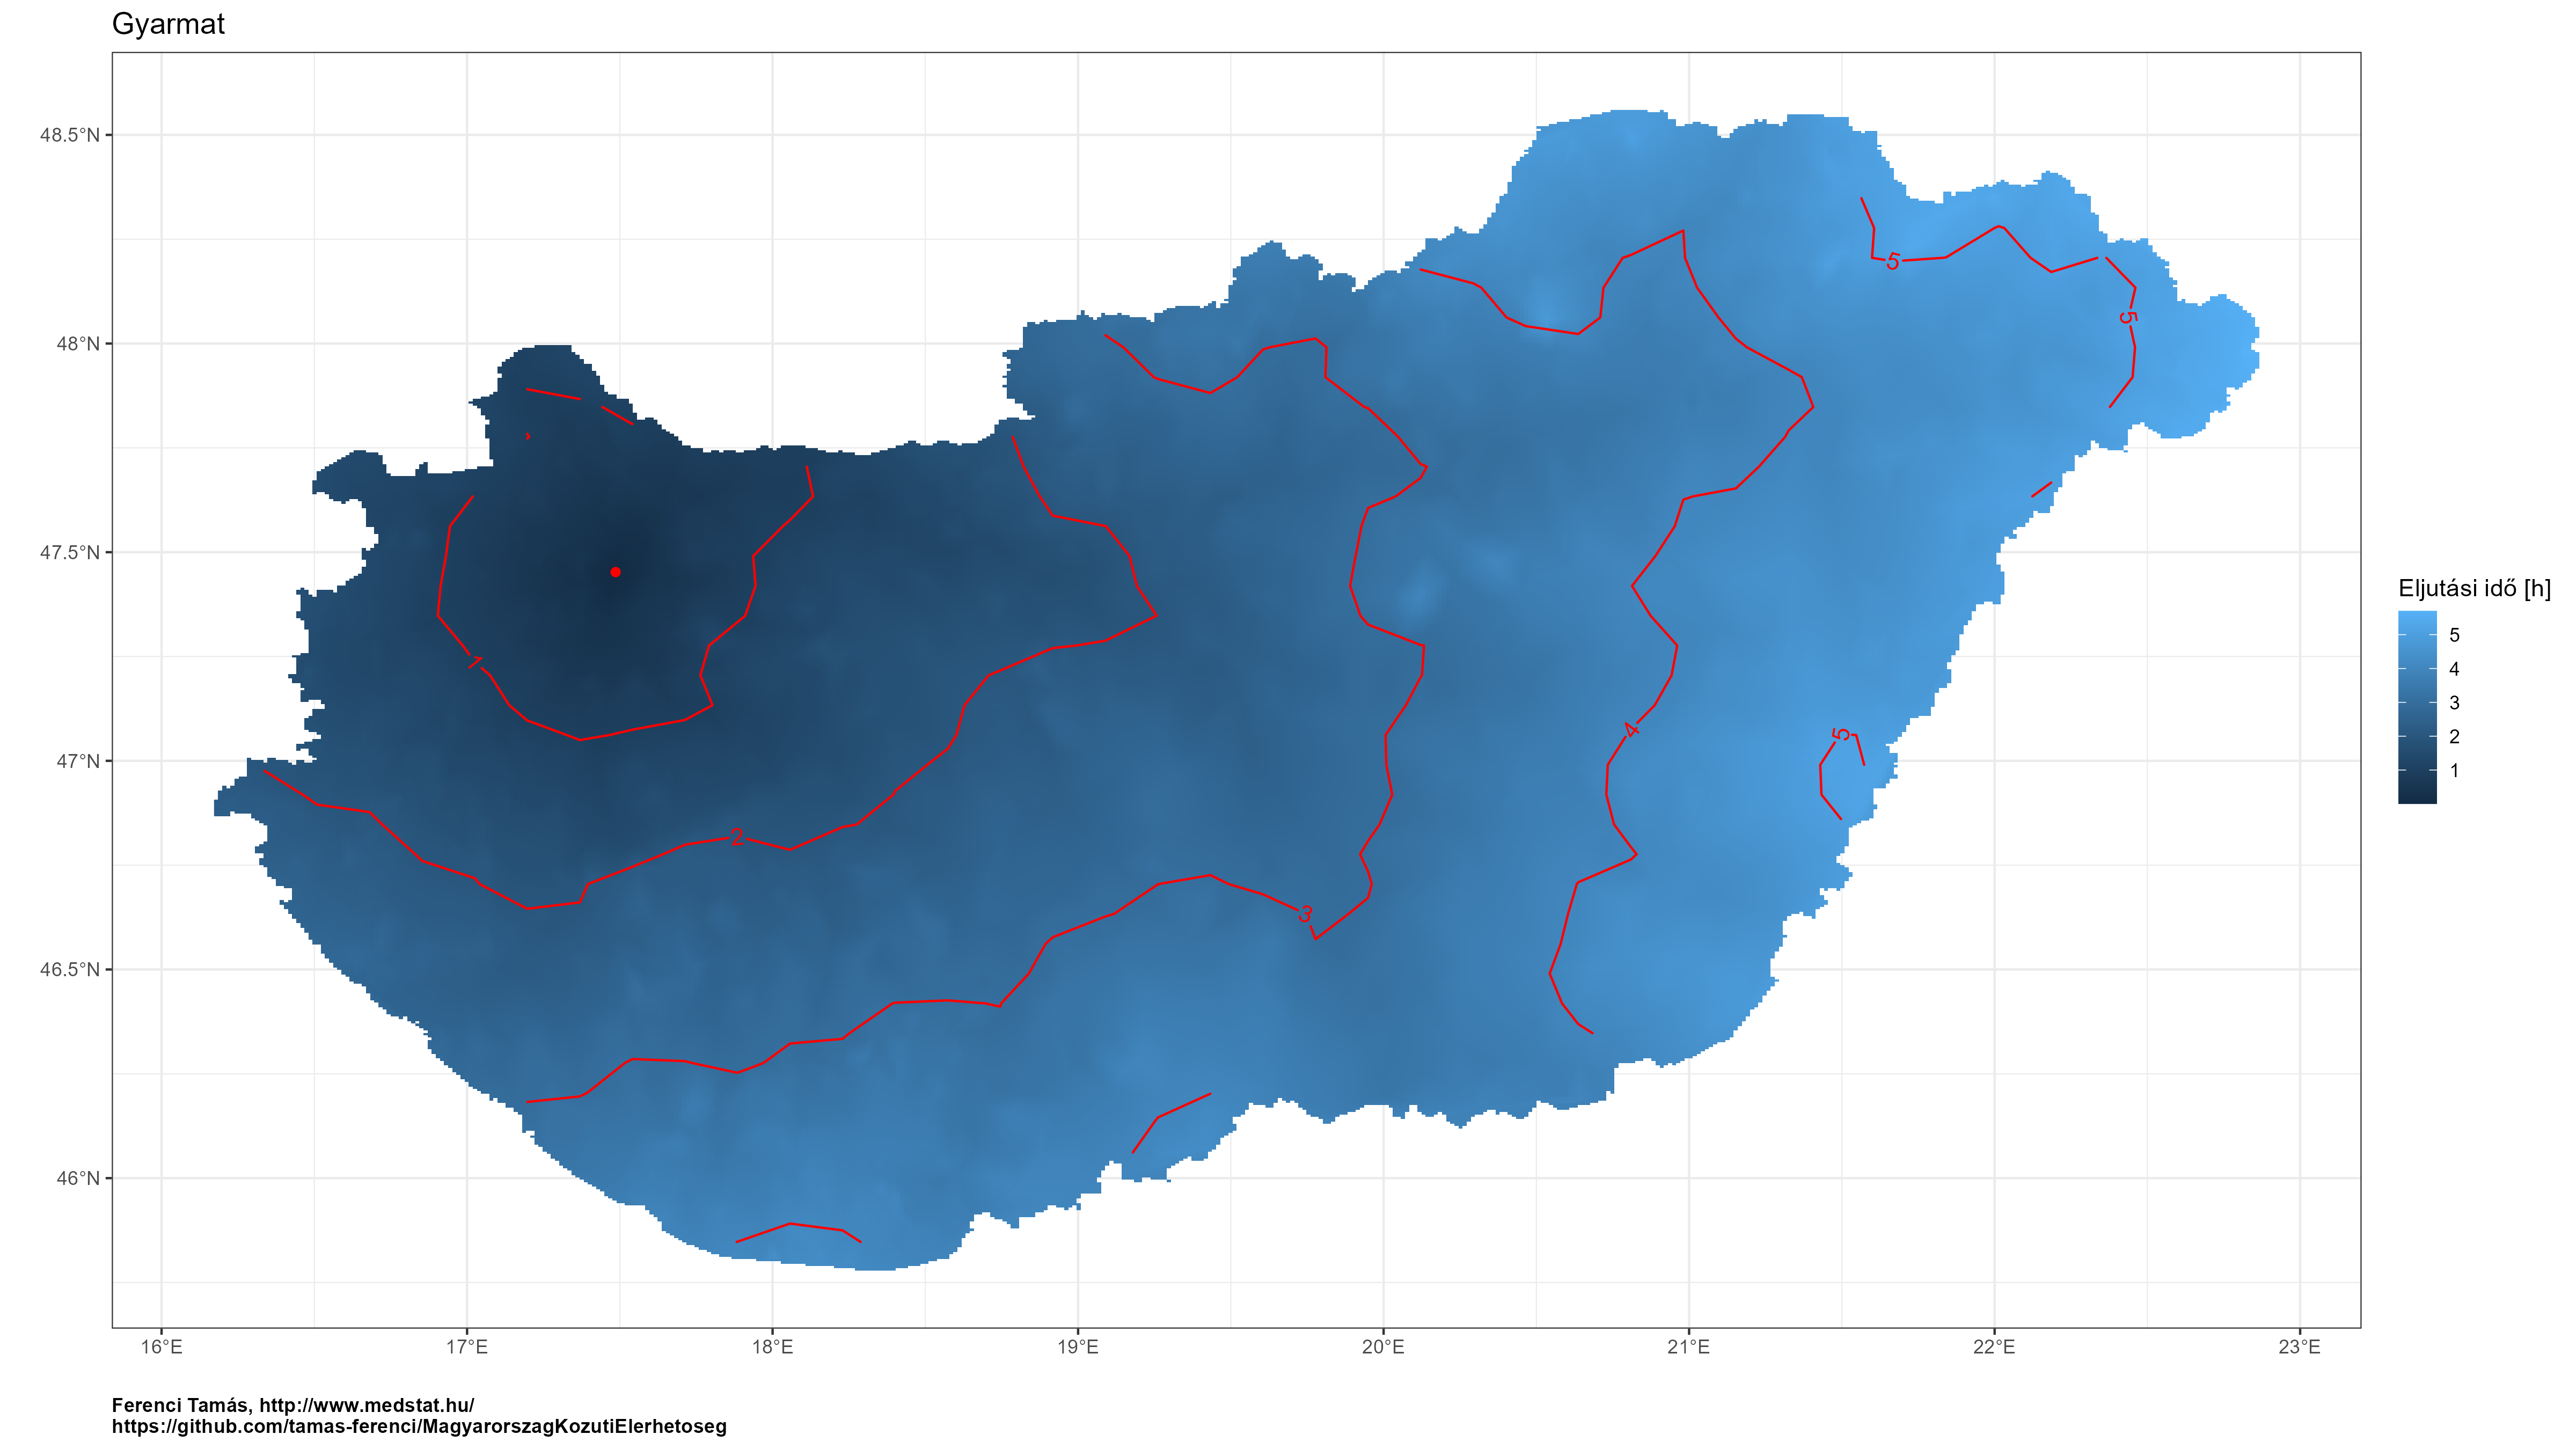 Gyarmat
48.5°N
48°N
47.5°N
47°N
46.5°N
46°N
16°E
17°E
18°E
19°E
20°E
21°E
22°E
23°E
1
2
3
4
5
5
5
Eljutási idő [h]
5
4
3
2
1
Ferenci Tamás, http://www.medstat.hu/
https://github.com/tamas-ferenci/MagyarorszagKozutiElerhetoseg